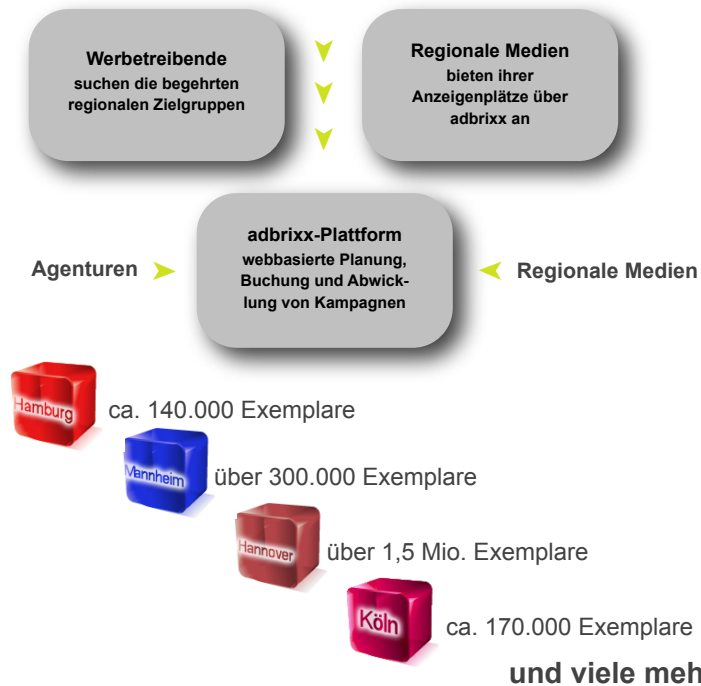 Werbetreibende
suchen die begehrten
regionalen Zielgruppen
Regionale Medien
bieten ihrer
Anzeigenplätze über
adbrixx an
adbrixx-Plattform
webbasierte Planung,
Buchung und Abwick-
lung von Kampagnen
Agenturen
Regionale Medien
Hamburg
ca. 140.000 Exemplare
Mannheim
über 300.000 Exemplare
Hannover
über 1,5 Mio. Exemplare
Köln
ca. 170.000 Exemplare
und viele meh